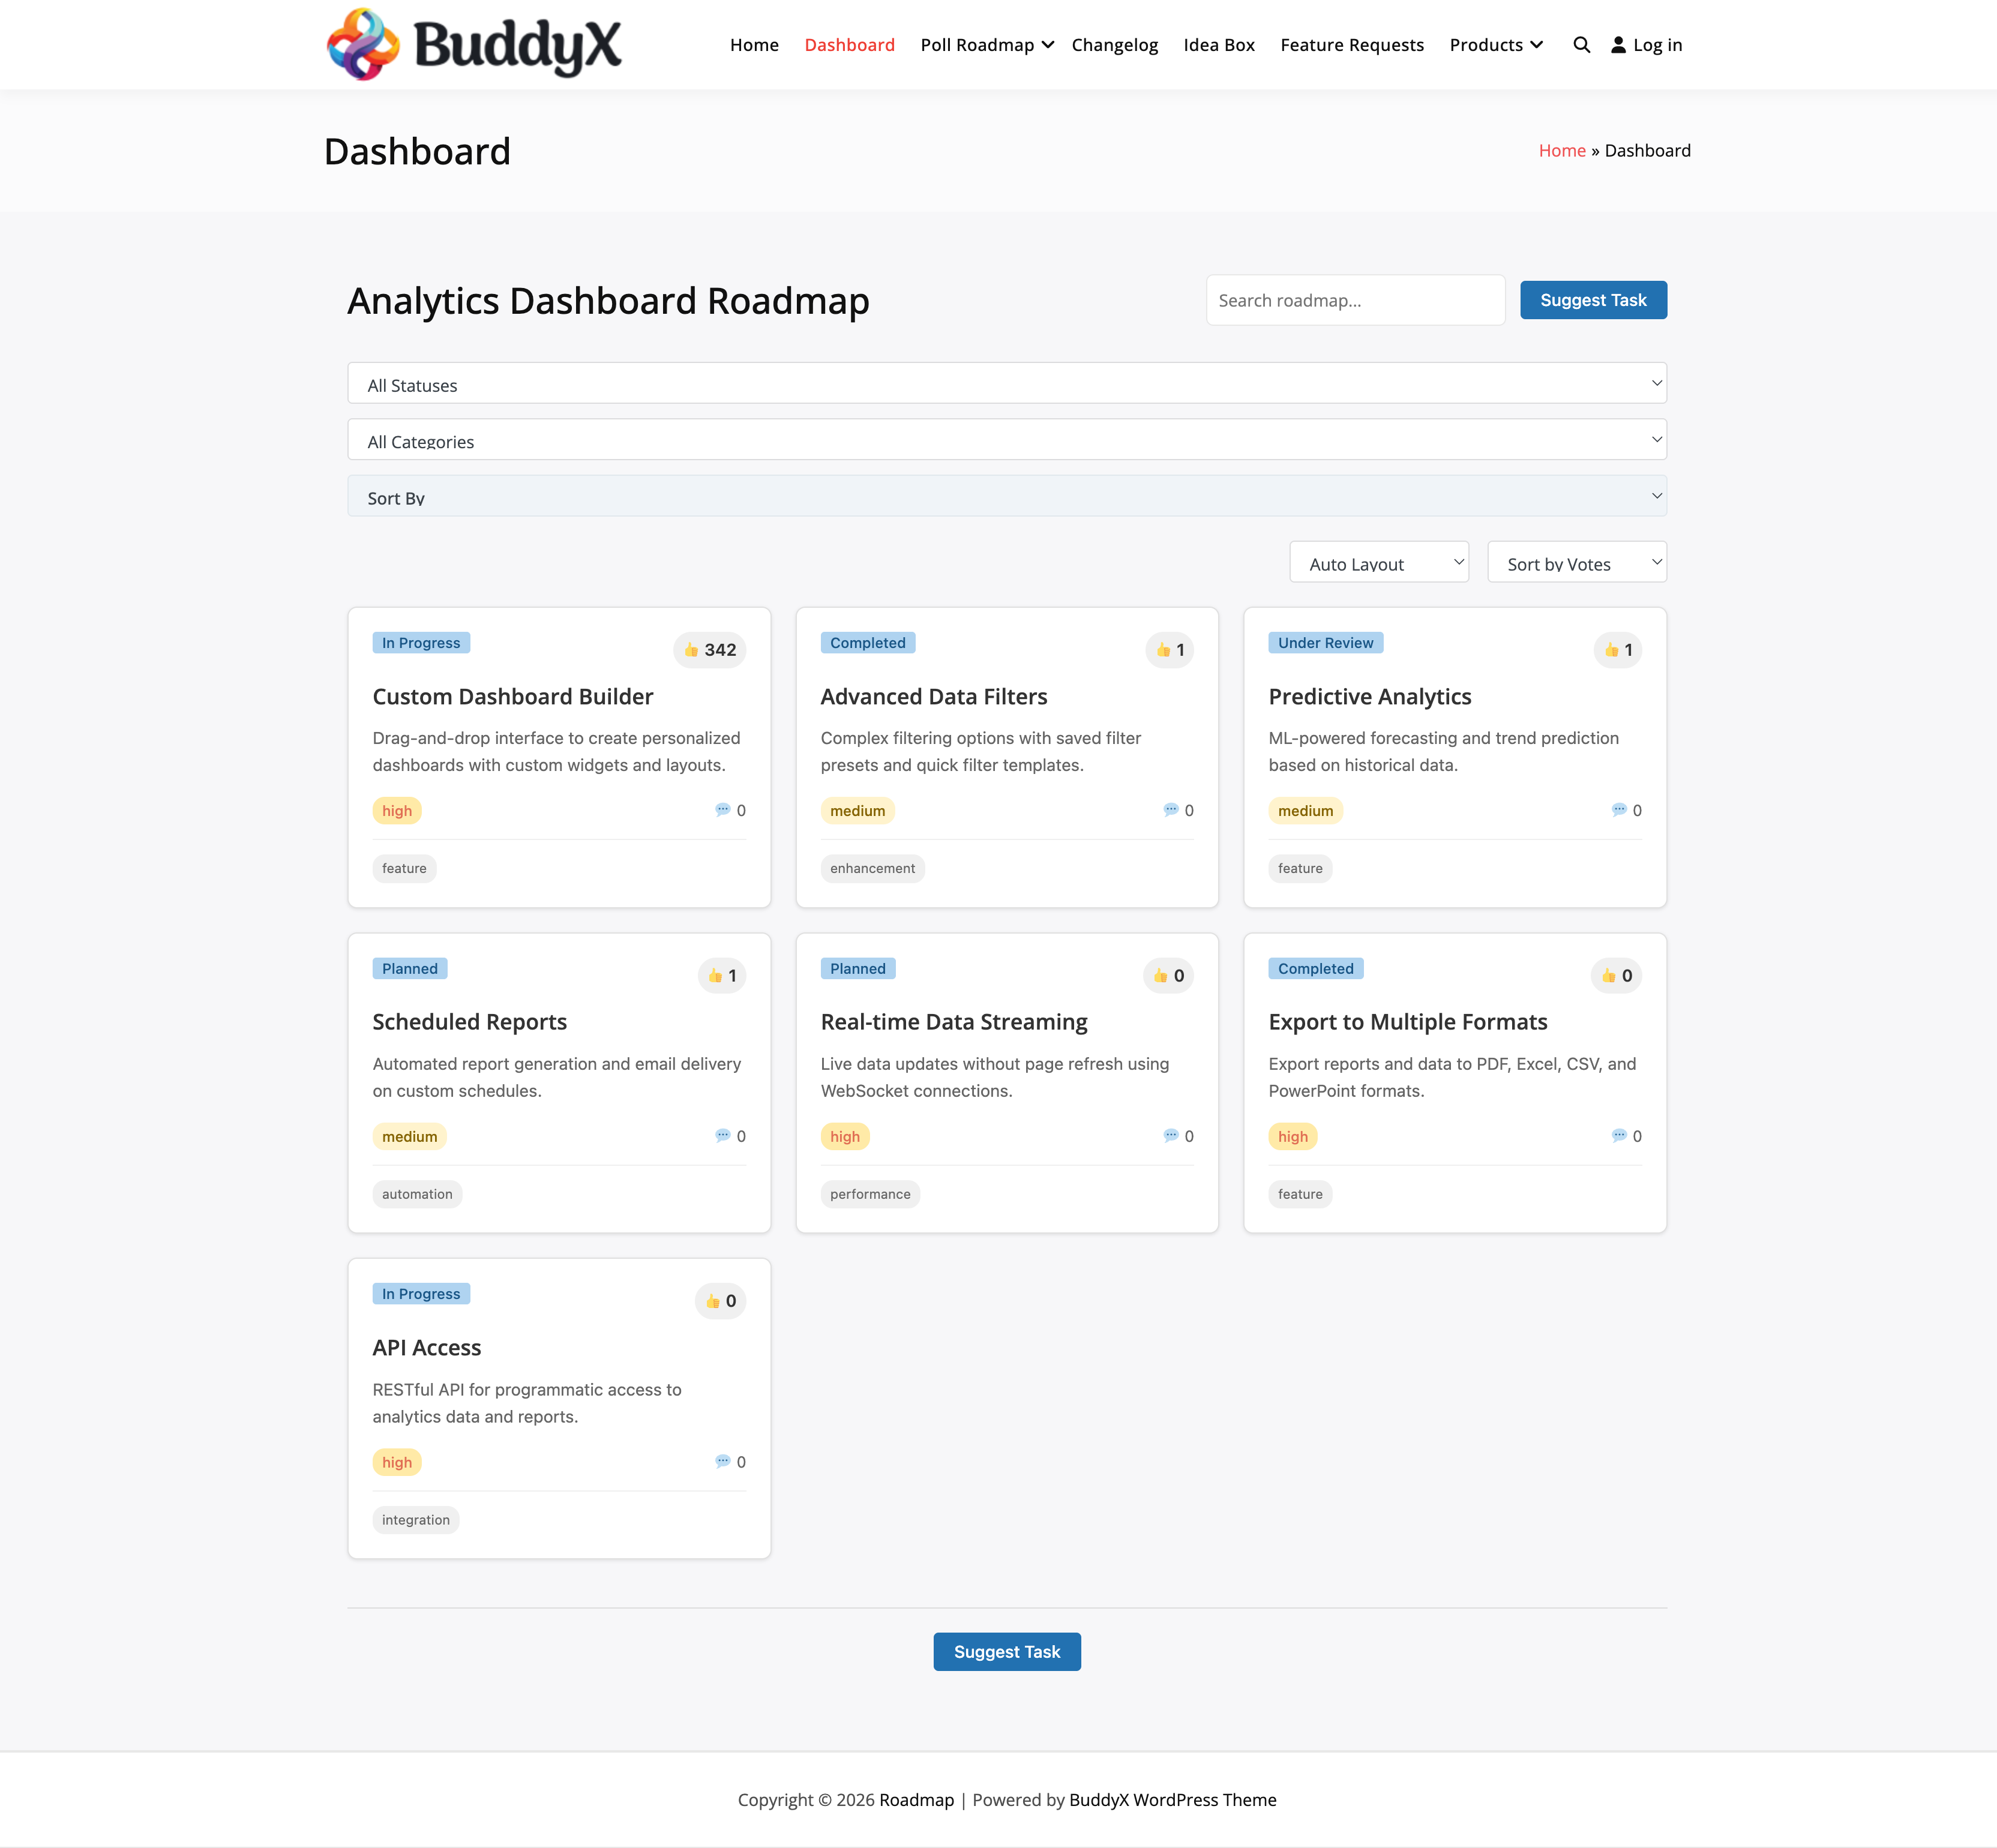 BuddyX
Home Dashboard Poll Roadmap Changelog Idea Box Feature Requests Products Log in
Dashboard
Home » Dashboard
Analytics Dashboard Roadmap
Search roadmap...
Suggest Task
All Statuses
All Categories
Sort By
Auto Layout
Sort by Votes
In Progress
342
Custom Dashboard Builder
Drag-and-drop interface to create personalized
dashboards with custom widgets and layouts.
high
0
feature
Completed
1
Advanced Data Filters
Complex filtering options with saved filter
presets and quick filter templates.
medium
0
enhancement
Under Review
1
Predictive Analytics
ML-powered forecasting and trend prediction
based on historical data.
medium
0
feature
Planned
1
Scheduled Reports
Automated report generation and email delivery
on custom schedules.
medium
0
automation
Planned
0
Real-time Data Streaming
Live data updates without page refresh using
WebSocket connections.
high
0
performance
Completed
0
Export to Multiple Formats
Export reports and data to PDF, Excel, CSV, and
PowerPoint formats.
high
0
feature
In Progress
0
API Access
RESTful API for programmatic access to
analytics data and reports.
high
0
integration
Suggest Task
Copyright © 2026 Roadmap | Powered by BuddyX WordPress Theme